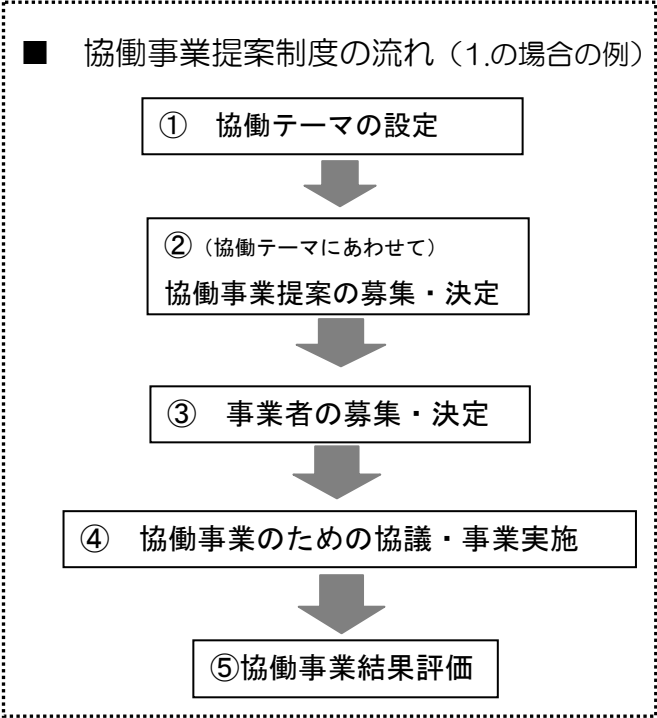 ■　協働事業提案制度の流れ（1.の場合の例）
①　協働テーマの設定
②（協働テーマにあわせて）
協働事業提案の募集・決定
③　事業者の募集・決定
④　協働事業のための協議・事業実施
⑤協働事業結果評価